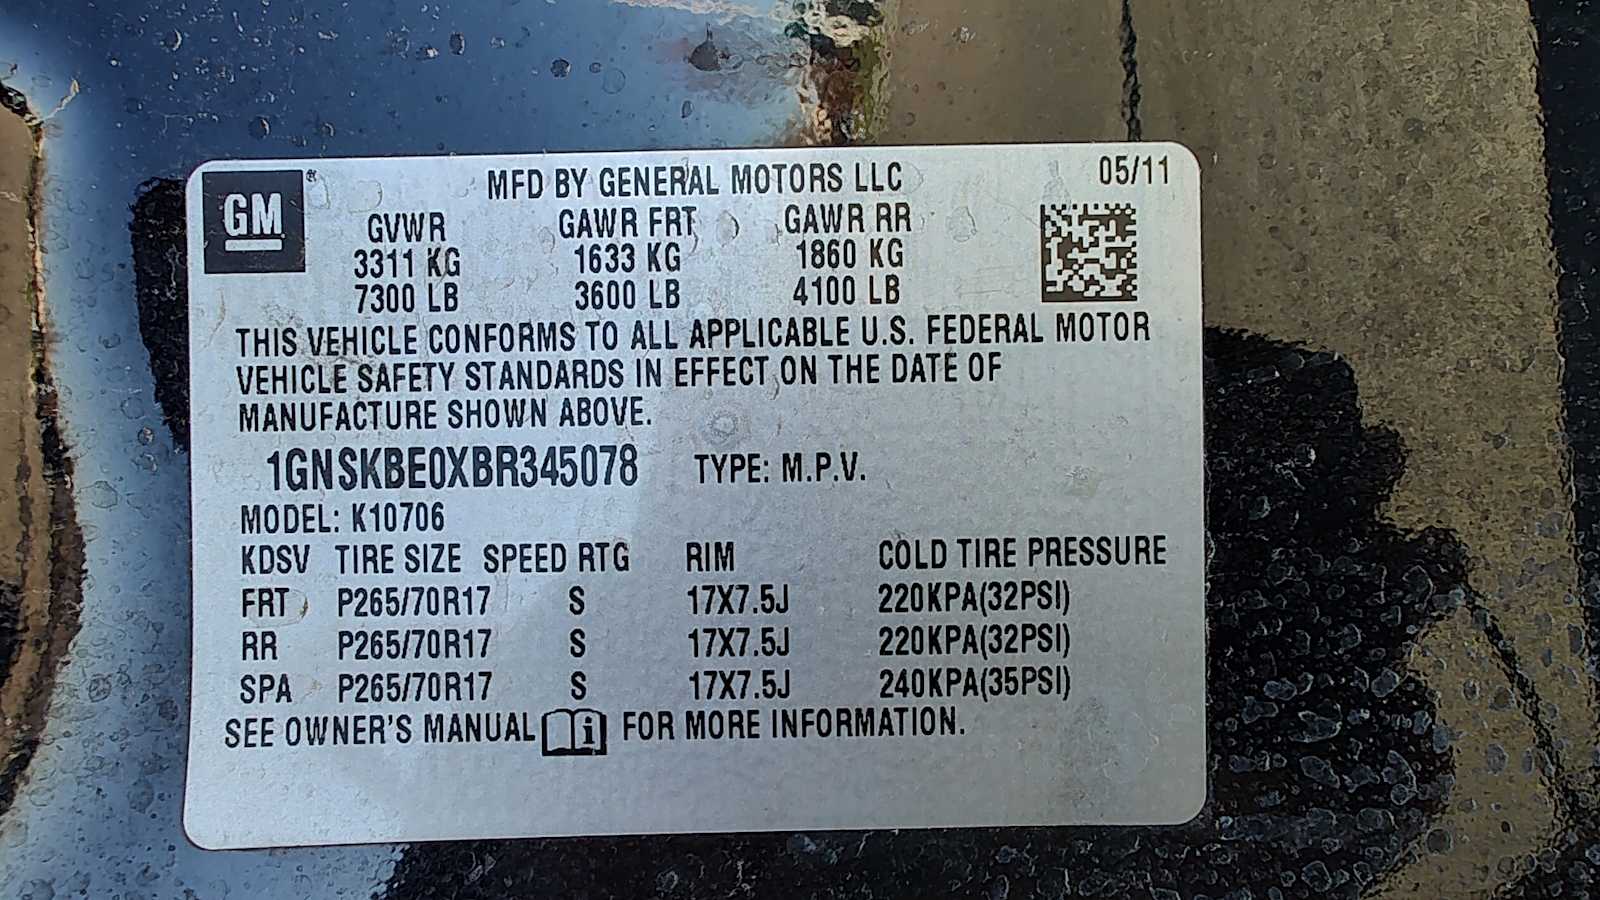 GM®
MFD BY GENERAL MOTORS LLC 05/11
GVWR GAWR FRT GAWR RR
3311 KG 1633 KG 1860 KG
7300 LB 3600 LB 4100 LB
THIS VEHICLE CONFORMS TO ALL APPLICABLE U.S. FEDERAL MOTOR
VEHICLE SAFETY STANDARDS IN EFFECT ON THE DATE OF
MANUFACTURE SHOWN ABOVE.
1GNSKBE0XBR345078 TYPE: M.P.V.
MODEL: K10706
KDSV TIRE SIZE SPEED RTG RIM COLD TIRE PRESSURE
FRT P265/70R17 S 17X7.5J 220KPA(32PSI)
RR P265/70R17 S 17X7.5J 220KPA(32PSI)
SPA P265/70R17 S 17X7.5J 240KPA(35PSI)
SEE OWNER'S MANUAL i FOR MORE INFORMATION.